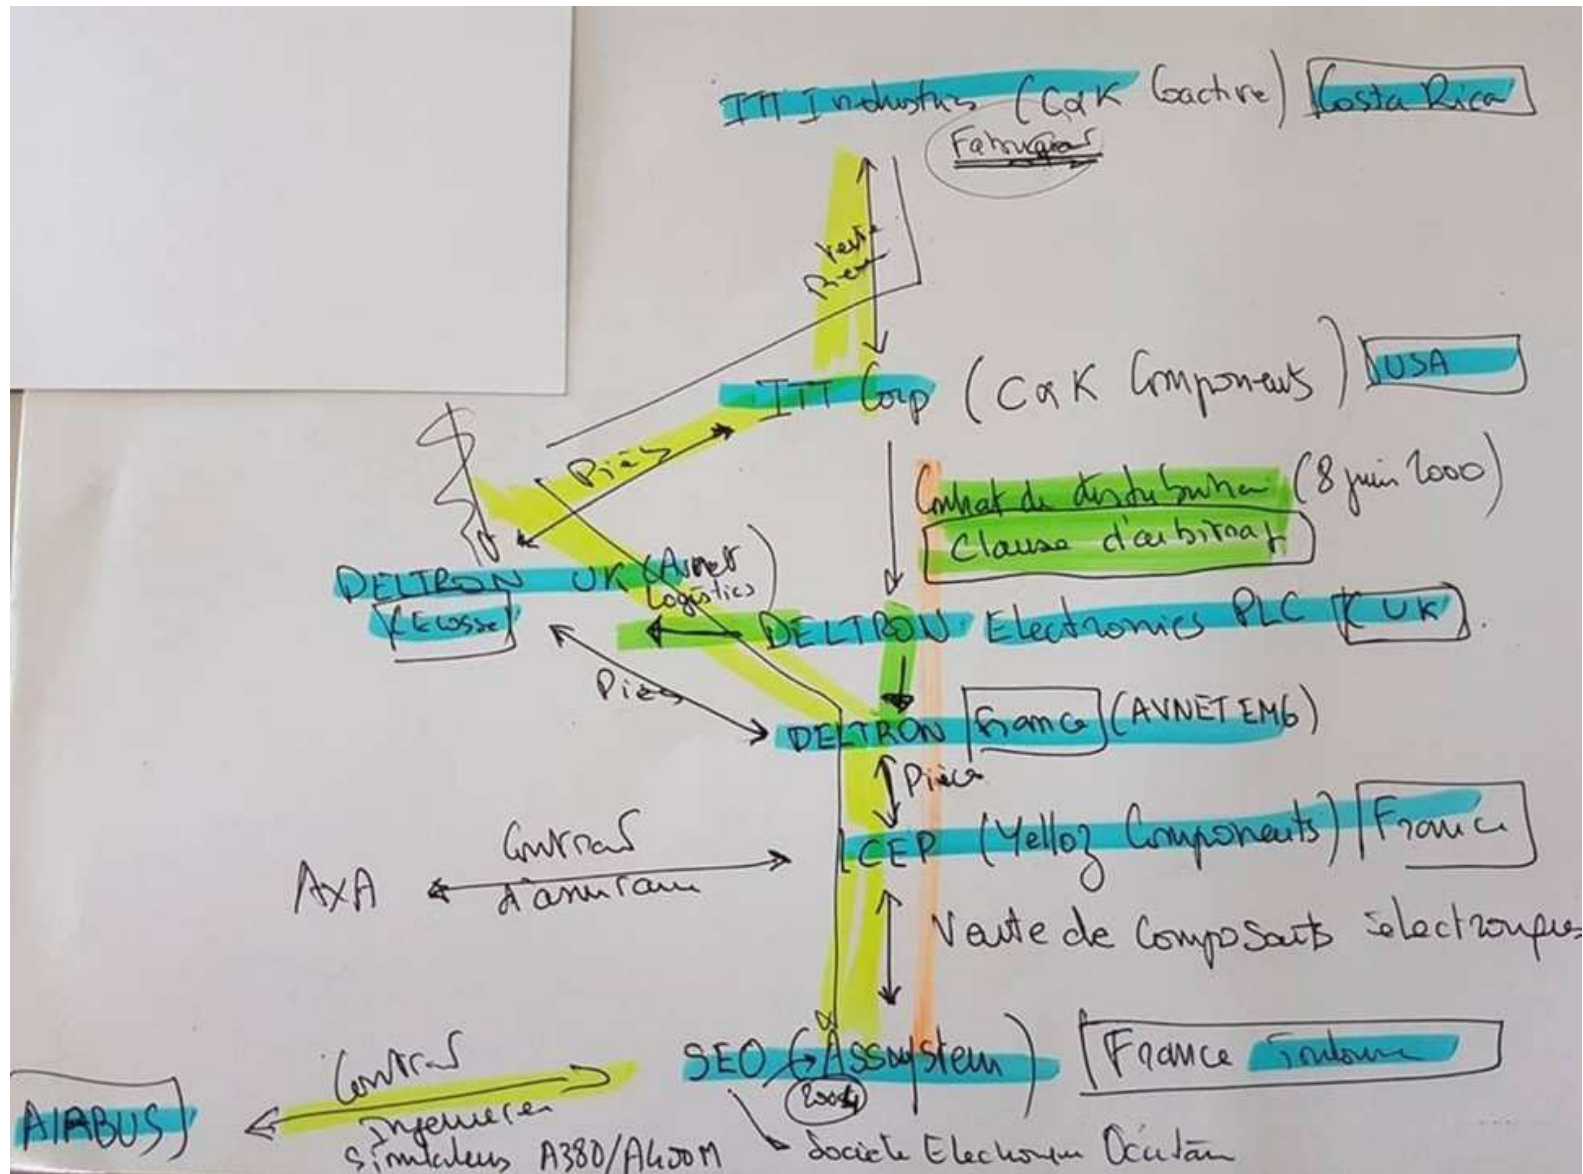 ITT Industries (C&K Coactive) Costa Rica
Fabricant
Vente
Pièces
ITT Corp (C&K Components) USA
Pièces
Contrat de distribution (8 juin 2000)
Clause d'arbitrage
DELTRON UK (Avnet
Logistics)
(Ecosse)
DELTRON Electronics PLC (UK)
Pièces
DELTRON France (AVNET EMG)
Pièces
CEP (Yelloz Components) France
Contrat
d'assurance
AXA
Vente de Composants électroniques
SEO (→ Assystem) France Toulouse
2004
Contrat
Ingénierie
AIRBUS
Simulateurs A380/A400M
Société Electronique Occitane